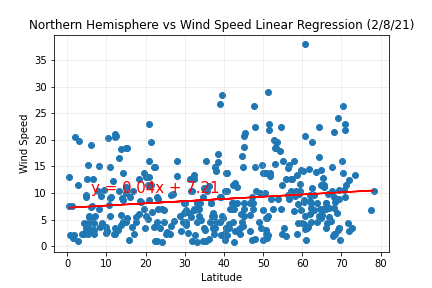 Northern Hemisphere vs Wind Speed Linear Regression (2/8/21)
35
30
25
20
15
10
5
0
Wind Speed
y = 0.04x + 7.21
0 10 20 30 40 50 60 70 80
Latitude